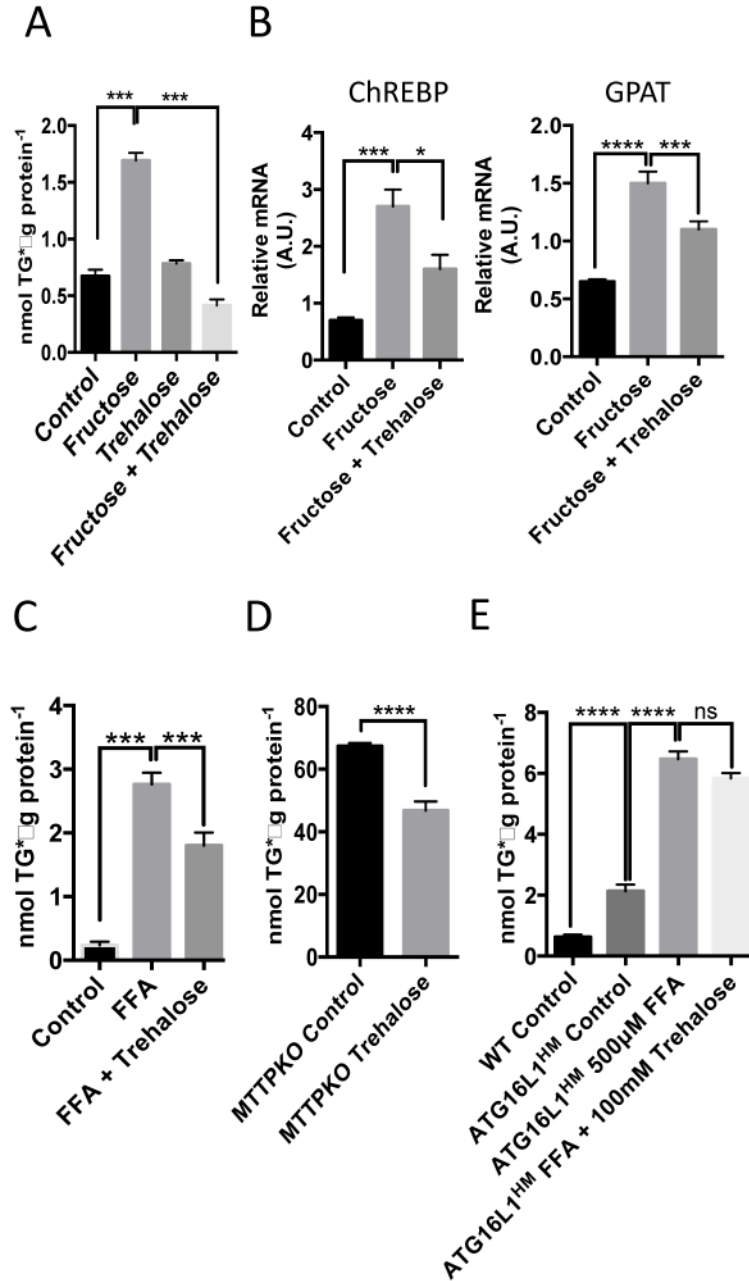 A
B
ChREBP
GPAT
*** ***
nmol TG*□g protein⁻¹
2.0
1.5
1.0
0.5
0.0
Control
Fructose
Trehalose
Fructose + Trehalose
*** *
Relative mRNA
(A.U.)
4
3
2
1
0
Control
Fructose
Fructose + Trehalose
**** ***
Relative mRNA
(A.U.)
2.0
1.5
1.0
0.5
0.0
Control
Fructose
Fructose + Trehalose
C
D
E
*** ***
nmol TG*□g protein⁻¹
4
3
2
1
0
Control
FFA
FFA + Trehalose
****
nmol TG*□g protein⁻¹
80
60
40
20
0
MTTPKO Control
MTTPKO Trehalose
**** **** ns
nmol TG*□g protein⁻¹
8
6
4
2
0
WT Control
ATG16L1ᴴᴹ Control
ATG16L1ᴴᴹ 500µM FFA
ATG16L1ᴴᴹ FFA + 100mM Trehalose